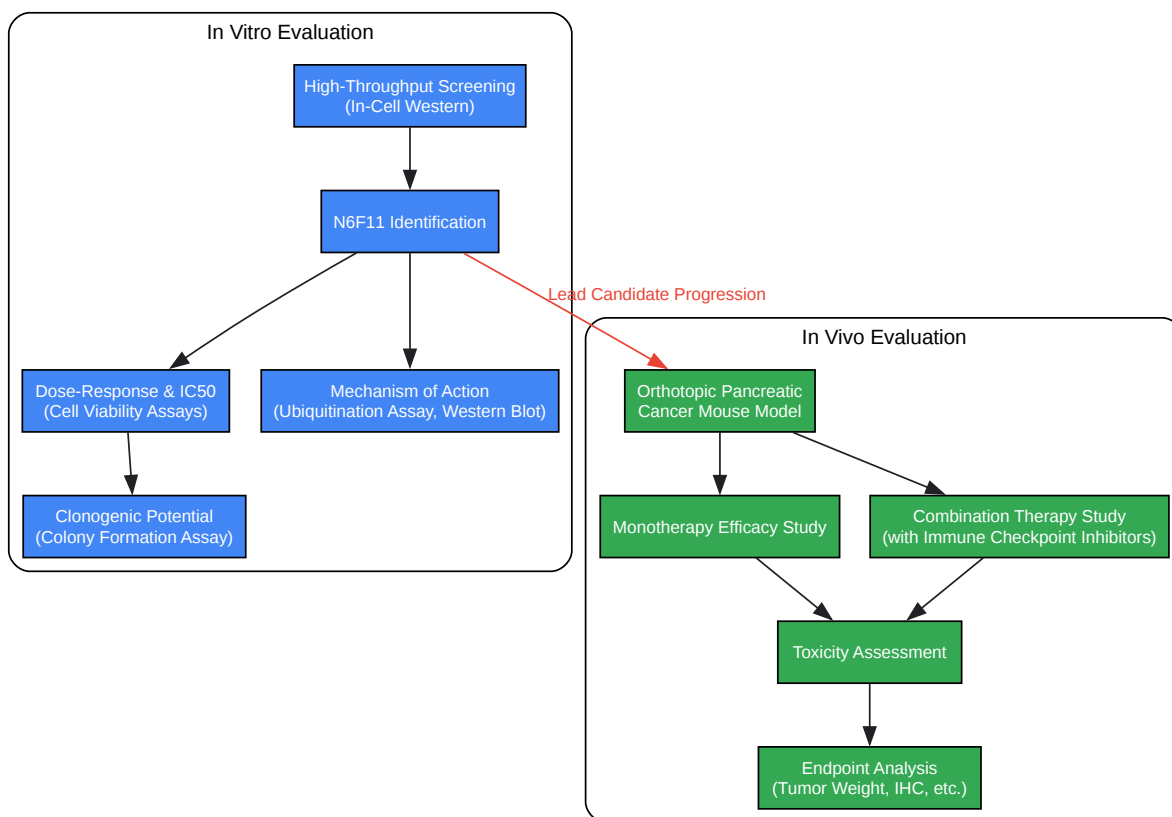 In Vitro Evaluation
High-Throughput Screening
(In-Cell Western)
N6F11 Identification
Lead Candidate Progression
In Vivo Evaluation
Dose-Response & IC50
(Cell Viability Assays)
Mechanism of Action
(Ubiquitination Assay, Western Blot)
Orthotopic Pancreatic
Cancer Mouse Model
Clonogenic Potential
(Colony Formation Assay)
Monotherapy Efficacy Study
Combination Therapy Study
(with Immune Checkpoint Inhibitors)
Toxicity Assessment
Endpoint Analysis
(Tumor Weight, IHC, etc.)